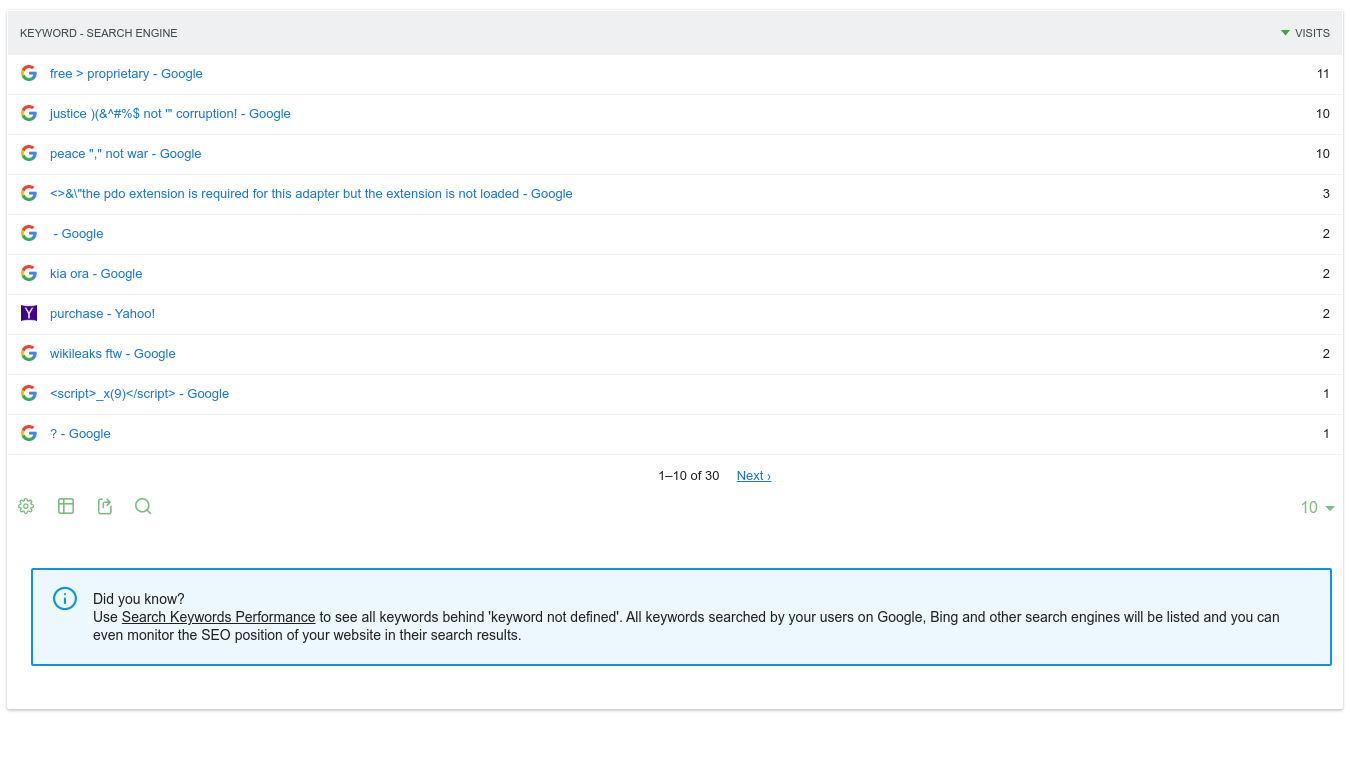 KEYWORD - SEARCH ENGINE VISITS
free > proprietary - Google 11
justice )(&^#%$ not '" corruption! - Google 10
peace "," not war - Google 10
<>&\"the pdo extension is required for this adapter but the extension is not loaded - Google 3
- Google 2
kia ora - Google 2
purchase - Yahoo! 2
wikileaks ftw - Google 2
<script>_x(9)</script> - Google 1
? - Google 1
1–10 of 30 Next ›
10
Did you know?
Use Search Keywords Performance to see all keywords behind 'keyword not defined'. All keywords searched by your users on Google, Bing and other search engines will be listed and you can
even monitor the SEO position of your website in their search results.